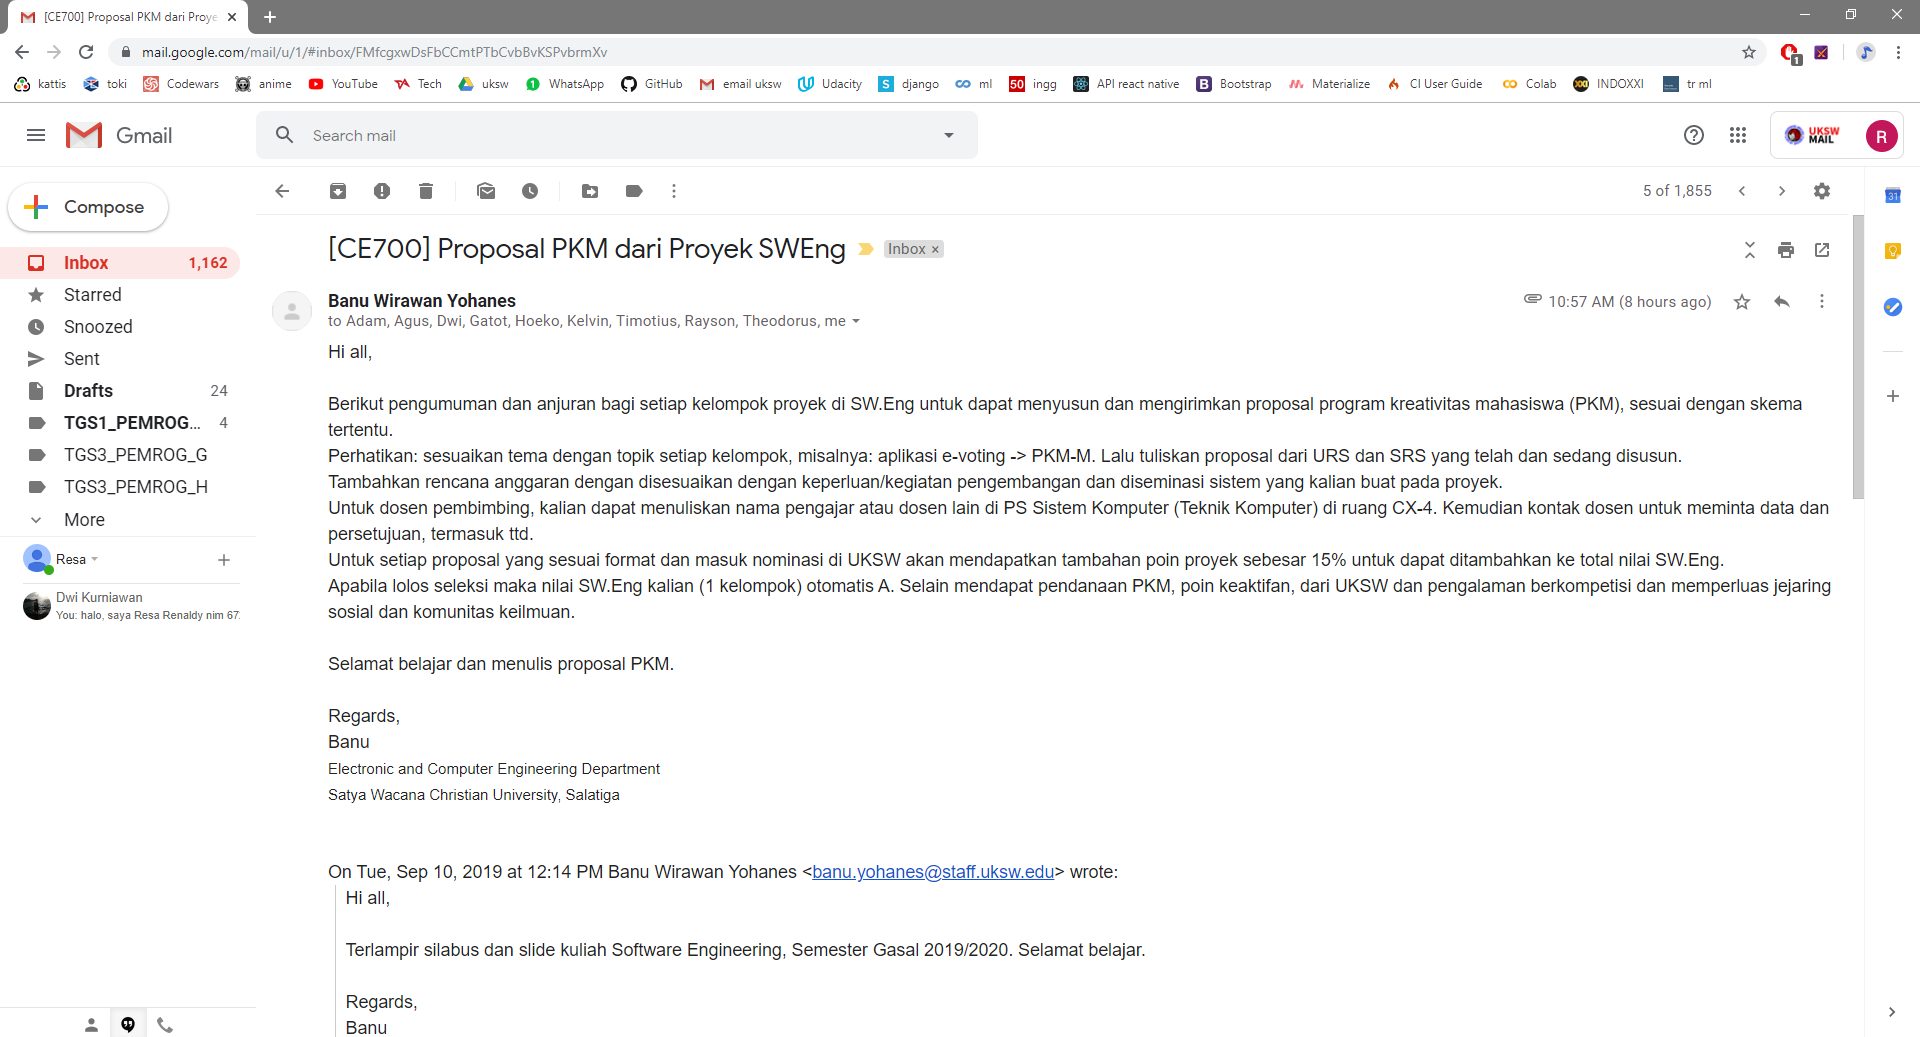 [CE700] Proposal PKM dari Proye
mail.google.com/mail/u/1/#inbox/FMfcgxwDsFbCCmtPTbCvbBvKSPvbrmXv
1
kattis toki Codewars anime YouTube Tech uksw WhatsApp GitHub email uksw Udacity django ml ingg API react native Bootstrap Materialize CI User Guide Colab INDOXXI tr ml
Gmail
Search mail
UKSW
MAIL
R
Compose
5 of 1,855
Inbox 1,162
Starred
Snoozed
Sent
Drafts 24
TGS1_PEMROG... 4
TGS3_PEMROG_G
TGS3_PEMROG_H
More
Resa
Dwi Kurniawan
You: halo, saya Resa Renaldy nim 67
[CE700] Proposal PKM dari Proyek SWEng
Inbox ×
Banu Wirawan Yohanes
10:57 AM (8 hours ago)
to Adam, Agus, Dwi, Gatot, Hoeko, Kelvin, Timotius, Rayson, Theodorus, me
Hi all,
Berikut pengumuman dan anjuran bagi setiap kelompok proyek di SW.Eng untuk dapat menyusun dan mengirimkan proposal program kreativitas mahasiswa (PKM), sesuai dengan skema
tertentu.
Perhatikan: sesuaikan tema dengan topik setiap kelompok, misalnya: aplikasi e-voting -> PKM-M. Lalu tuliskan proposal dari URS dan SRS yang telah dan sedang disusun.
Tambahkan rencana anggaran dengan disesuaikan dengan keperluan/kegiatan pengembangan dan diseminasi sistem yang kalian buat pada proyek.
Untuk dosen pembimbing, kalian dapat menuliskan nama pengajar atau dosen lain di PS Sistem Komputer (Teknik Komputer) di ruang CX-4. Kemudian kontak dosen untuk meminta data dan
persetujuan, termasuk ttd.
Untuk setiap proposal yang sesuai format dan masuk nominasi di UKSW akan mendapatkan tambahan poin proyek sebesar 15% untuk dapat ditambahkan ke total nilai SW.Eng.
Apabila lolos seleksi maka nilai SW.Eng kalian (1 kelompok) otomatis A. Selain mendapat pendanaan PKM, poin keaktifan, dari UKSW dan pengalaman berkompetisi dan memperluas jejaring
sosial dan komunitas keilmuan.
Selamat belajar dan menulis proposal PKM.
Regards,
Banu
Electronic and Computer Engineering Department
Satya Wacana Christian University, Salatiga
On Tue, Sep 10, 2019 at 12:14 PM Banu Wirawan Yohanes <banu.yohanes@staff.uksw.edu> wrote:
Hi all,
Terlampir silabus dan slide kuliah Software Engineering, Semester Gasal 2019/2020. Selamat belajar.
Regards,
Banu